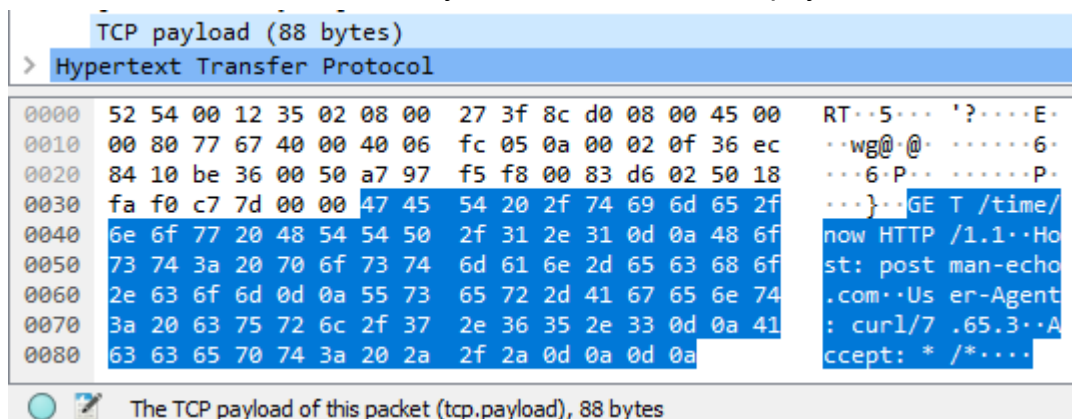 TCP payload (88 bytes)
> Hypertext Transfer Protocol
0000 52 54 00 12 35 02 08 00 27 3f 8c d0 08 00 45 00 RT··5··· '?····E·
0010 00 80 77 67 40 00 40 06 fc 05 0a 00 02 0f 36 ec ··wg@·@· ······6·
0020 84 10 be 36 00 50 a7 97 f5 f8 00 83 d6 02 50 18 ···6·P·· ······P·
0030 fa f0 c7 7d 00 00 47 45 54 20 2f 74 69 6d 65 2f ···}··GE T /time/
0040 6e 6f 77 20 48 54 54 50 2f 31 2e 31 0d 0a 48 6f now HTTP /1.1··Ho
0050 73 74 3a 20 70 6f 73 74 6d 61 6e 2d 65 63 68 6f st: post man-echo
0060 2e 63 6f 6d 0d 0a 55 73 65 72 2d 41 67 65 6e 74 .com··Us er-Agent
0070 3a 20 63 75 72 6c 2f 37 2e 36 35 2e 33 0d 0a 41 : curl/7 .65.3··A
0080 63 63 65 70 74 3a 20 2a 2f 2a 0d 0a 0d 0a ccept: * /*····
The TCP payload of this packet (tcp.payload), 88 bytes